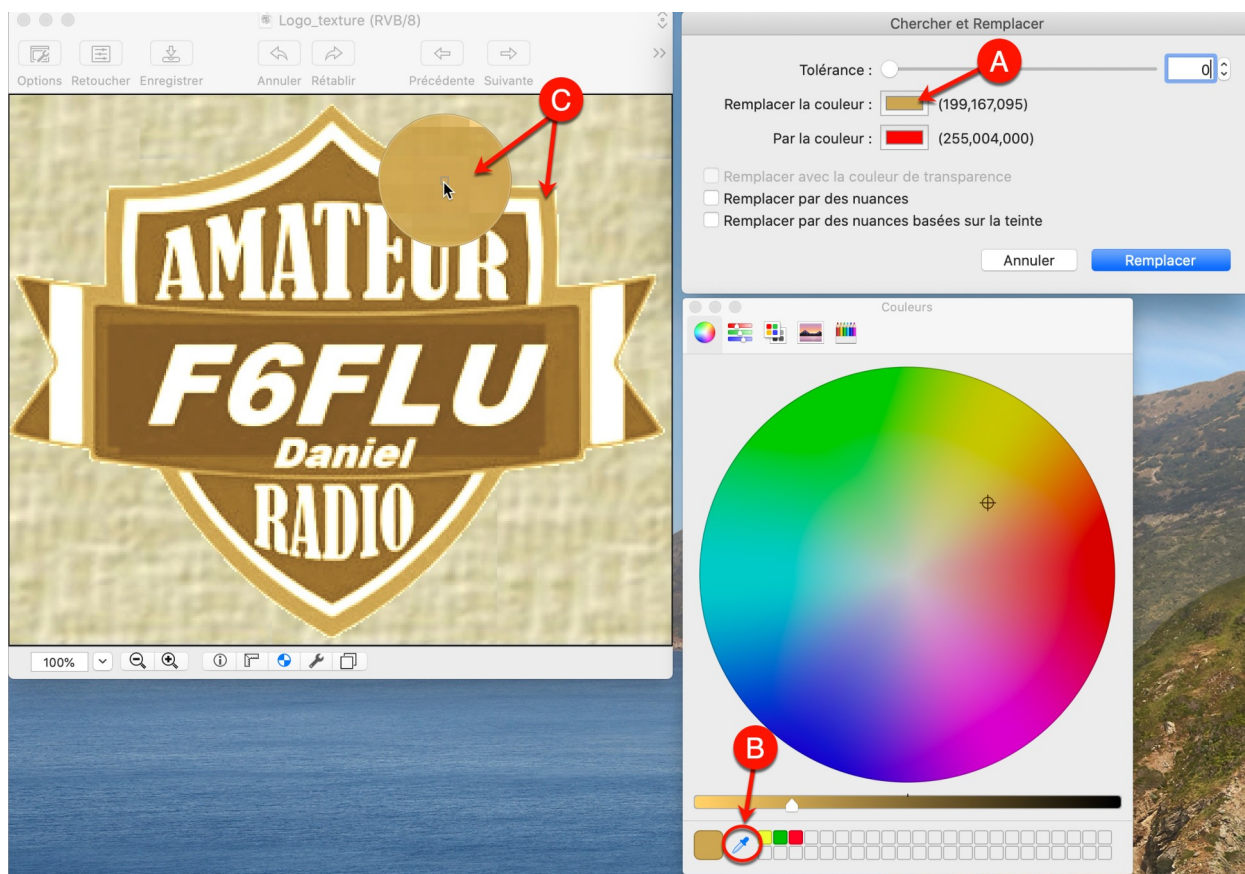 Logo_texture (RVB/8)
Options Retoucher Enregistrer Annuler Rétablir Précédente Suivante
C
AMATEUR
F6FLU
Daniel
RADIO
100%
Chercher et Remplacer
A
Tolérance : 0
Remplacer la couleur : (199,167,095)
Par la couleur : (255,004,000)
Remplacer avec la couleur de transparence
Remplacer par des nuances
Remplacer par des nuances basées sur la teinte
Annuler Remplacer
Couleurs
B